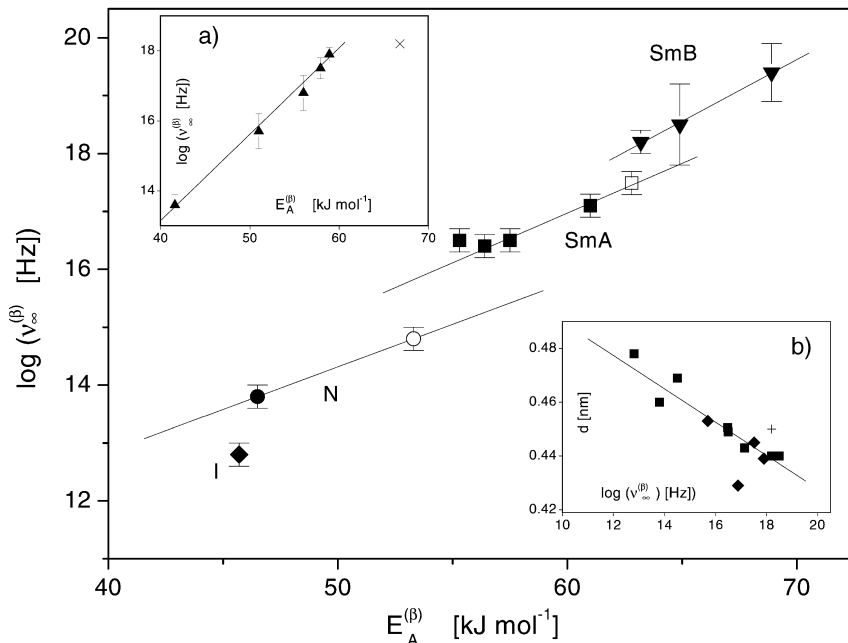 20
18
16
14
12
log (ν∞(β) [Hz])
40
50
60
70
E_A(β) [kJ mol⁻¹]
SmB
SmA
N
I
a)
18
16
14
log (ν∞(β) [Hz])
40
50
60
70
E_A(β) [kJ mol⁻¹]
b)
0.48
0.46
0.44
0.42
d [nm]
log (ν∞(β) ) [Hz])
10
12
14
16
18
20